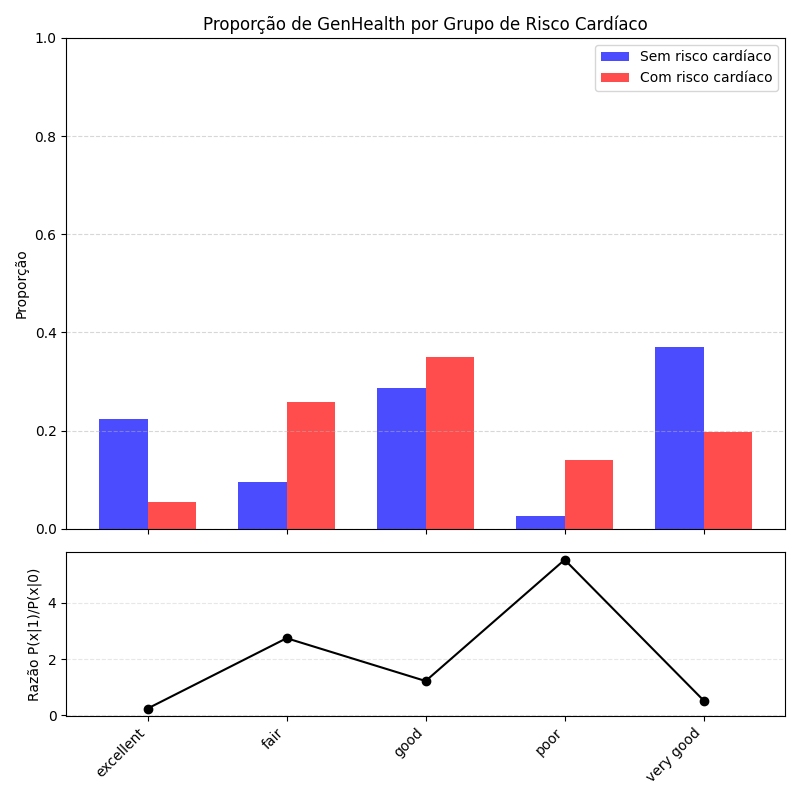 Proporção de GenHealth por Grupo de Risco Cardíaco
Sem risco cardíaco
Com risco cardíaco
Proporção
1.0
0.8
0.6
0.4
0.2
0.0
Razão P(x|1)/P(x|0)
4
2
0
excellent
fair
good
poor
very good